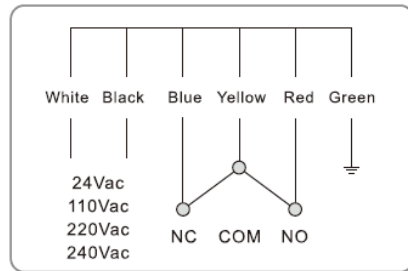 White Black Blue Yellow Red Green
24Vac
110Vac
220Vac
240Vac
NC COM NO